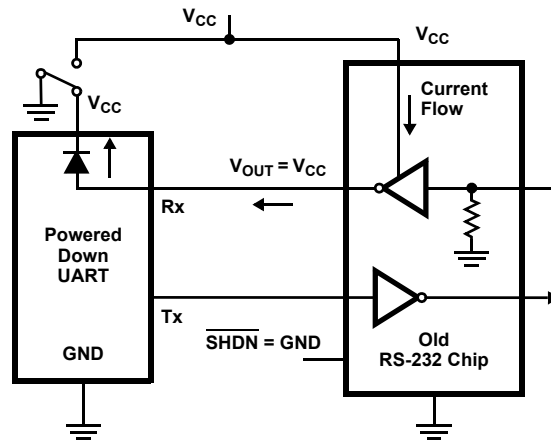 VCC
VCC
VCC
Current
Flow
VOUT = VCC
Rx
Powered
Down
UART
Tx
GND
SHDN = GND
Old
RS-232 Chip